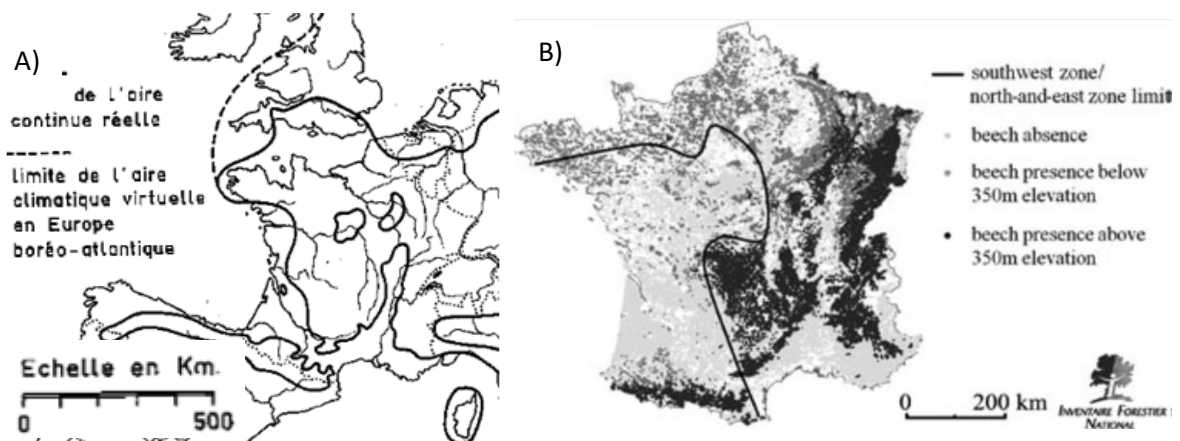 A)
de l'aire
continue réelle
limite de l'aire
climatique virtuelle
en Europe
boréo-atlantique
Echelle en Km.
0 500
B)
southwest zone/
north-and-east zone limit
beech absence
beech presence below
350m elevation
beech presence above
350m elevation
0 200 km
INVENTAIRE FORESTIER
NATIONAL